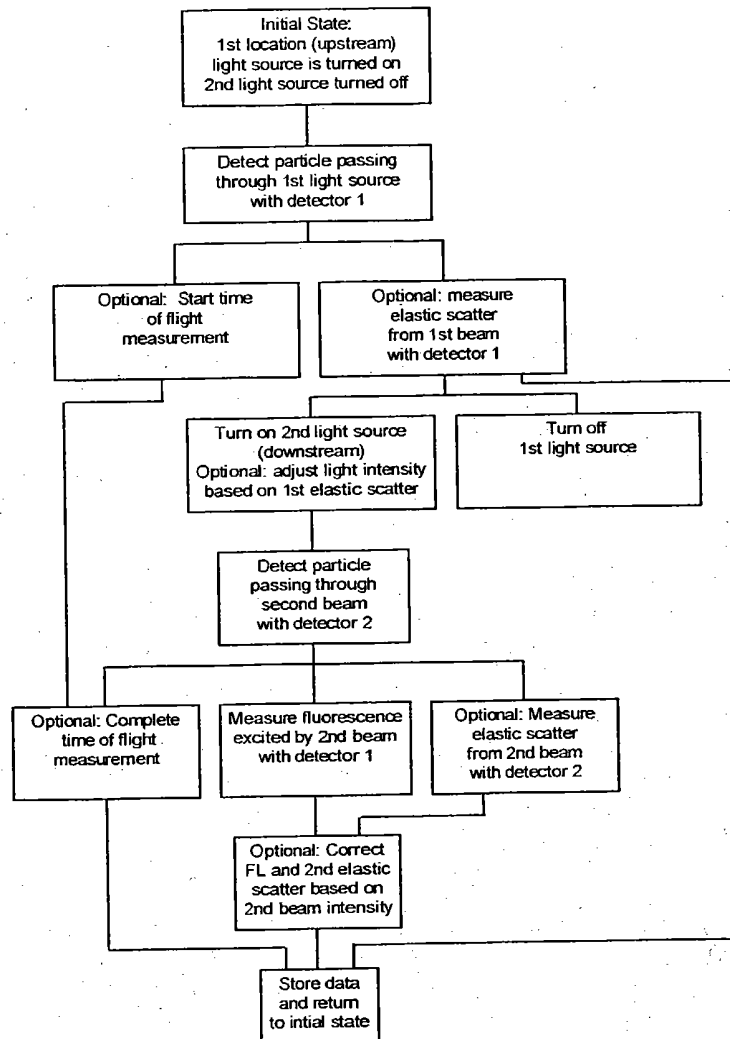 Initial State:
1st location (upstream)
light source is turned on
2nd light source turned off
Detect particle passing
through 1st light source
with detector 1
Optional: Start time
of flight
measurement
Optional: measure
elastic scatter
from 1st beam
with detector 1
Turn on 2nd light source
(downstream)
Optional: adjust light intensity
based on 1st elastic scatter
Turn off
1st light source
Detect particle
passing through
second beam
with detector 2
Optional: Complete
time of flight
measurement
Measure fluorescence
excited by 2nd beam
with detector 1
Optional: Measure
elastic scatter
from 2nd beam
with detector 2
Optional: Correct
FL and 2nd elastic
scatter based on
2nd beam intensity
Store data
and return
to intial state